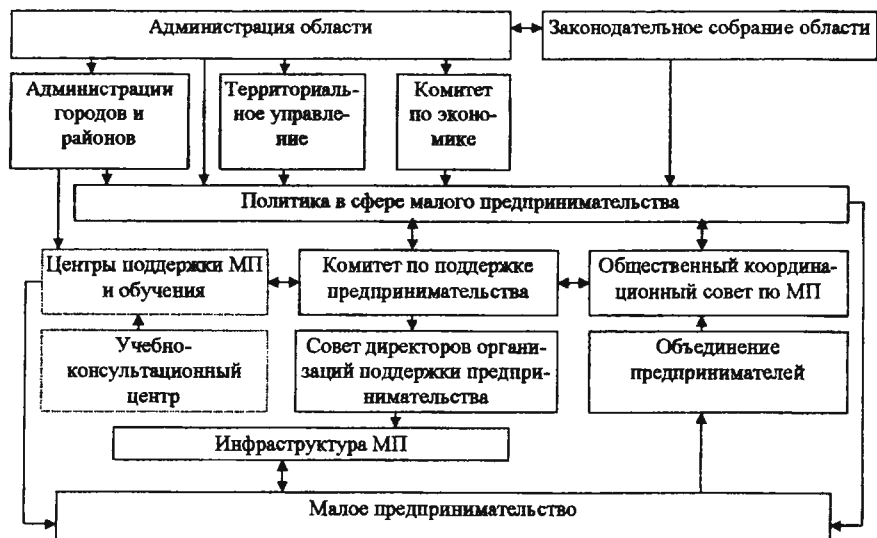 Администрация области
Законодательное собрание области
Администрации
городов и
районов
Территориаль-
ное управле-
ние
Комитет
по эконо-
мике
Политика в сфере малого предпринимательства
Центры поддержки МП
и обучения
Комитет по поддержке
предпринимательства
Общественный координа-
ционный совет по МП
Учебно-
консультационный
центр
Совет директоров органи-
заций поддержки предпри-
нимательства
Объединение
предпринимателей
Инфраструктура МП
Малое предпринимательство